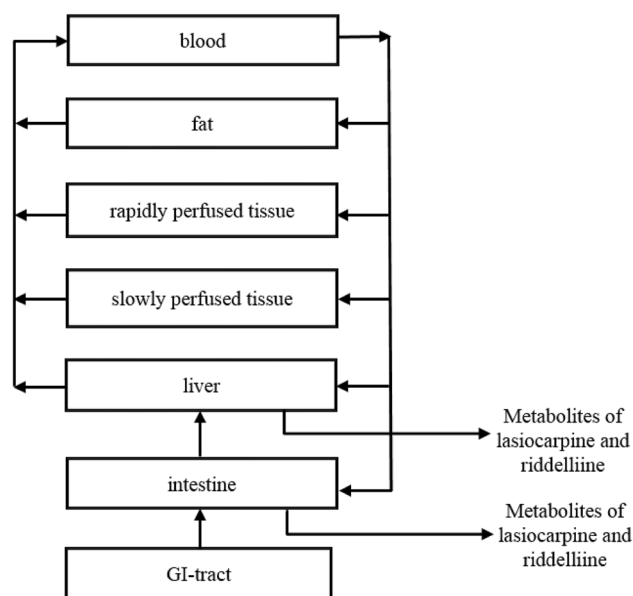 blood
fat
rapidly perfused tissue
slowly perfused tissue
liver
Metabolites of
lasiocarpine and
riddelliine
intestine
Metabolites of
lasiocarpine and
riddelliine
GI-tract